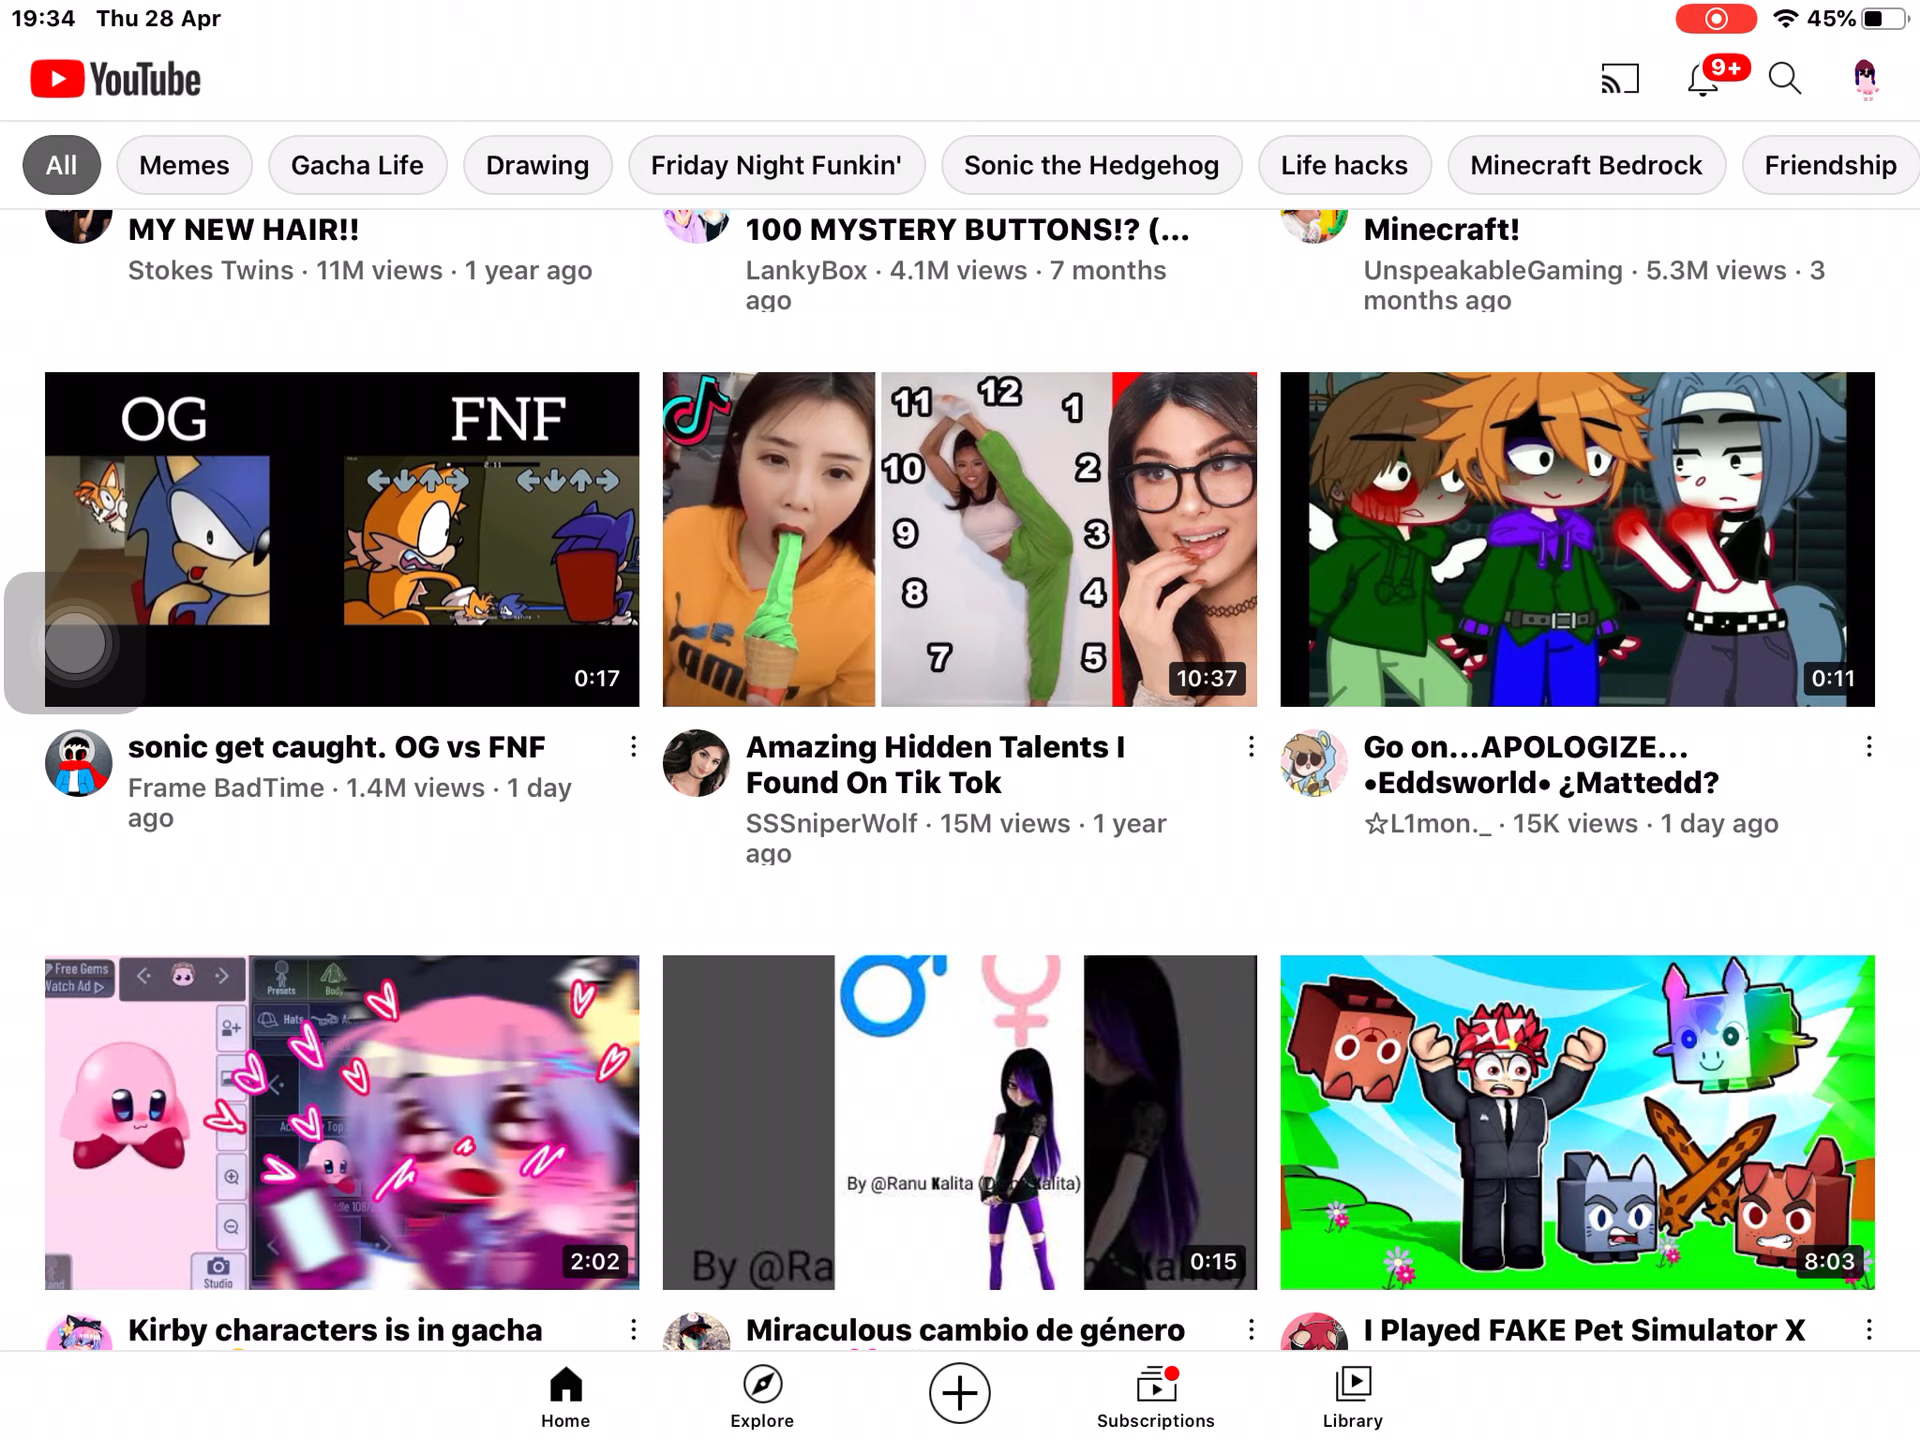 19:34 Thu 28 Apr
45%
YouTube
9+
All Memes Gacha Life Drawing Friday Night Funkin' Sonic the Hedgehog Life hacks Minecraft Bedrock Friendship
MY NEW HAIR!!
Stokes Twins · 11M views · 1 year ago
100 MYSTERY BUTTONS!? (...
LankyBox · 4.1M views · 7 months
ago
Minecraft!
UnspeakableGaming · 5.3M views · 3
months ago
OG FNF
2:11
0:17
11 12 1
10 2
9 3
8 4
7 5
10:37
0:11
sonic get caught. OG vs FNF
Frame BadTime · 1.4M views · 1 day
ago
Amazing Hidden Talents I
Found On Tik Tok
SSSniperWolf · 15M views · 1 year
ago
Go on...APOLOGIZE...
•Eddsworld• ¿Mattedd?
☆L1mon._ · 15K views · 1 day ago
Free Gems
Watch Ad
Presets Body
Hats
Studio
2:02
By @Ranu Kalita
By @Ra
0:15
8:03
Kirby characters is in gacha
Miraculous cambio de género
I Played FAKE Pet Simulator X
Home Explore Subscriptions Library